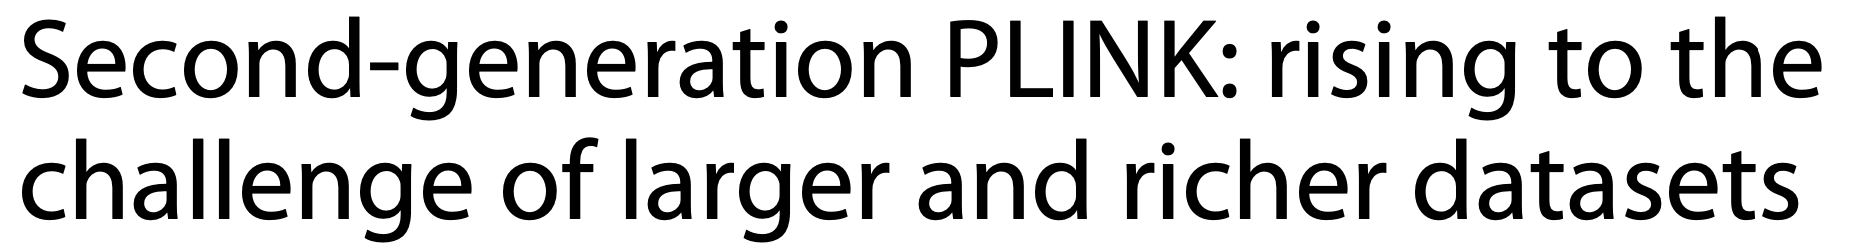 Second-generation PLINK: rising to the
challenge of larger and richer datasets